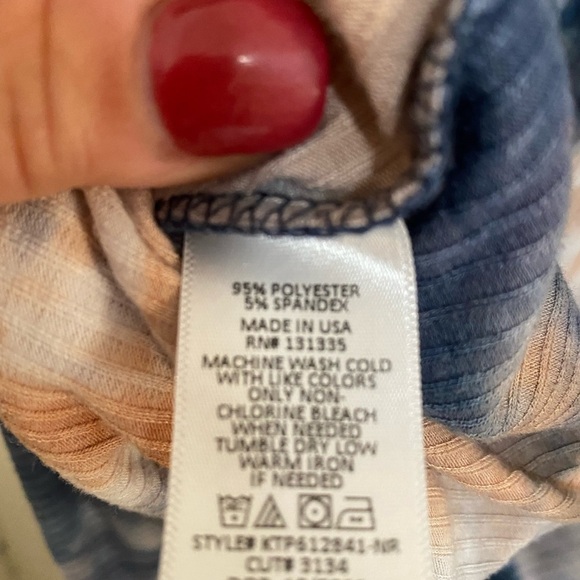 95% POLYESTER
5% SPANDEX
MADE IN USA
RN# 131335
MACHINE WASH COLD
WITH LIKE COLORS
ONLY NON-
CHLORINE BLEACH
WHEN NEEDED
TUMBLE DRY LOW
WARM IRON
IF NEEDED
STYLE# KTP612841-NR
CUT# 3134